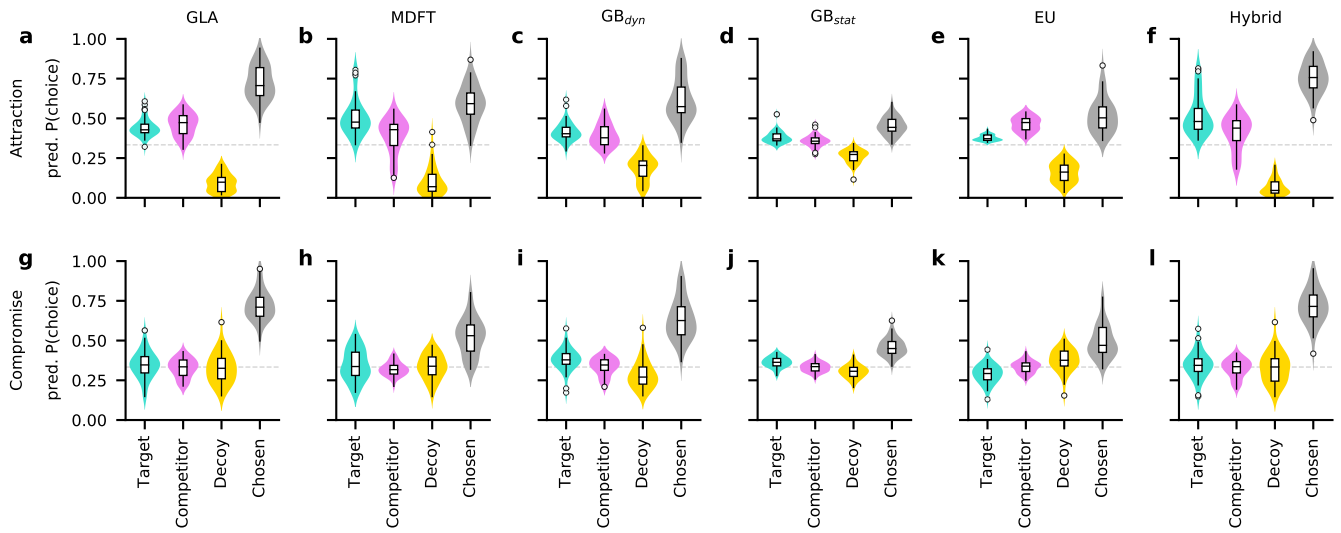 GLA MDFT GB_dyn GB_stat EU Hybrid
a b c d e f
Attraction
pred. P(choice)
1.00
0.75
0.50
0.25
0.00
g h i j k l
Compromise
pred. P(choice)
1.00
0.75
0.50
0.25
0.00
Target Competitor Decoy Chosen Target Competitor Decoy Chosen Target Competitor Decoy Chosen Target Competitor Decoy Chosen Target Competitor Decoy Chosen Target Competitor Decoy Chosen